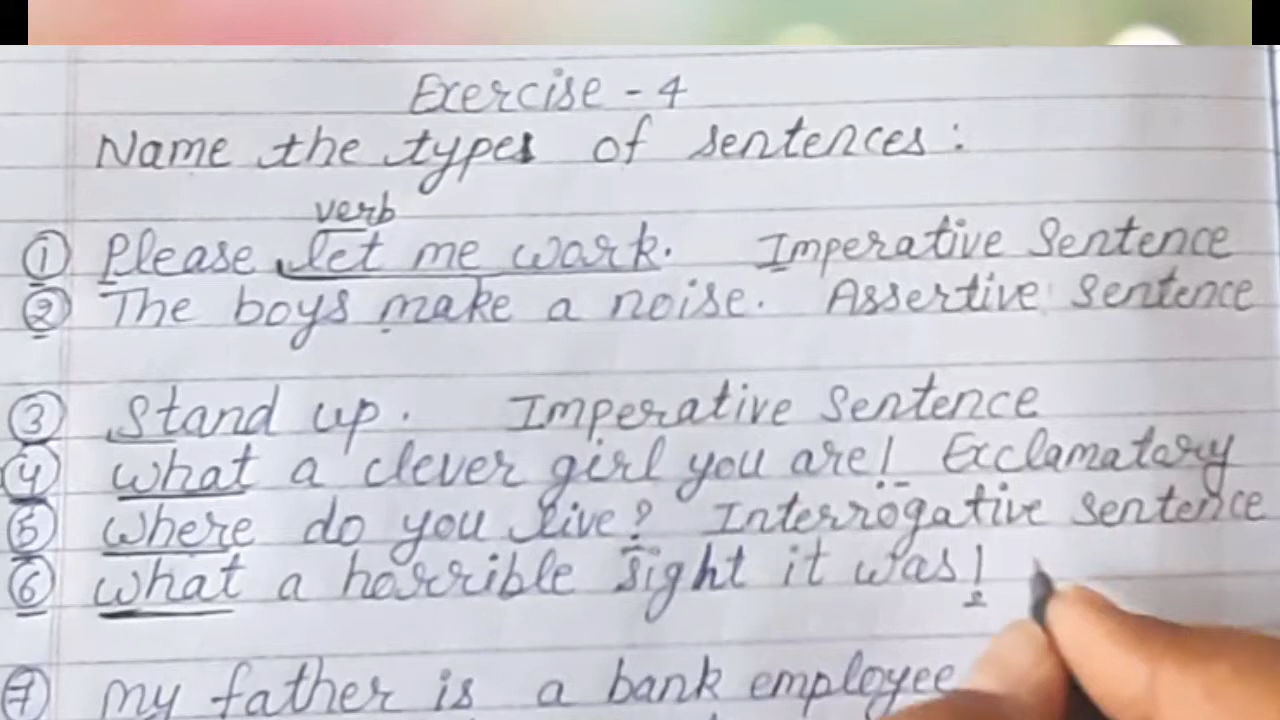 Exercise - 4
Name the types of sentences :
verb
① Please let me work. Imperative Sentence
② The boys make a noise. Assertive sentence
③ Stand up. Imperative sentence
④ what a clever girl you are! Exclamatory
⑤ where do you live? Interrogative sentence
⑥ what a horrible sight it was!
⑦ My father is a bank employee